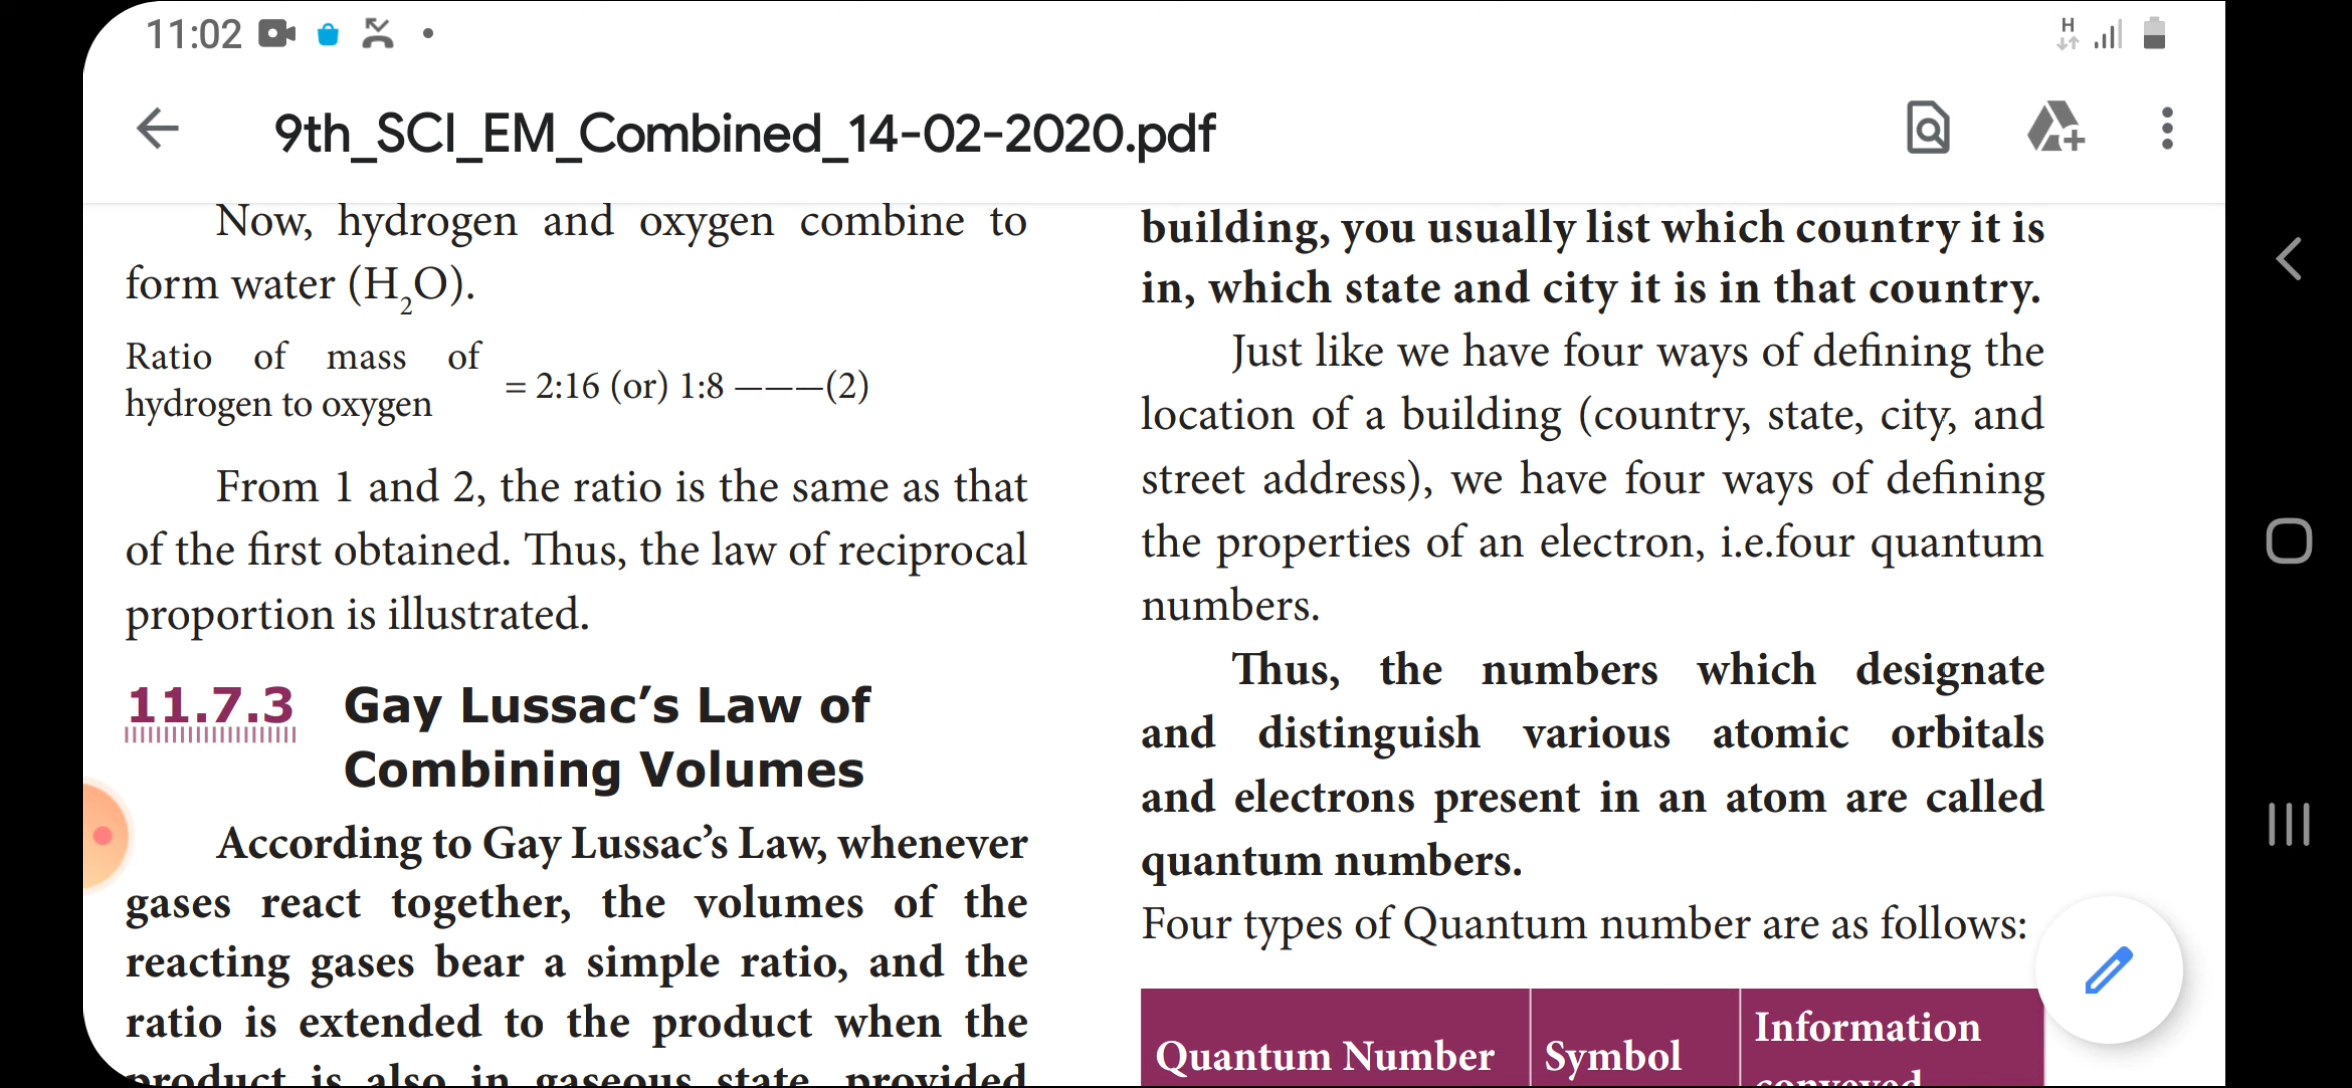 11:02
H
9th_SCI_EM_Combined_14-02-2020.pdf
Now, hydrogen and oxygen combine to
form water (H₂O).
Ratio of mass of
hydrogen to oxygen
= 2:16 (or) 1:8 ———(2)
From 1 and 2, the ratio is the same as that
of the first obtained. Thus, the law of reciprocal
proportion is illustrated.
11.7.3 Gay Lussac’s Law of
Combining Volumes
According to Gay Lussac’s Law, whenever
gases react together, the volumes of the
reacting gases bear a simple ratio, and the
ratio is extended to the product when the
product is also in gaseous state, provided
building, you usually list which country it is
in, which state and city it is in that country.
Just like we have four ways of defining the
location of a building (country, state, city, and
street address), we have four ways of defining
the properties of an electron, i.e.four quantum
numbers.
Thus, the numbers which designate
and distinguish various atomic orbitals
and electrons present in an atom are called
quantum numbers.
Four types of Quantum number are as follows:
Quantum Number
Symbol
Information
conveyed